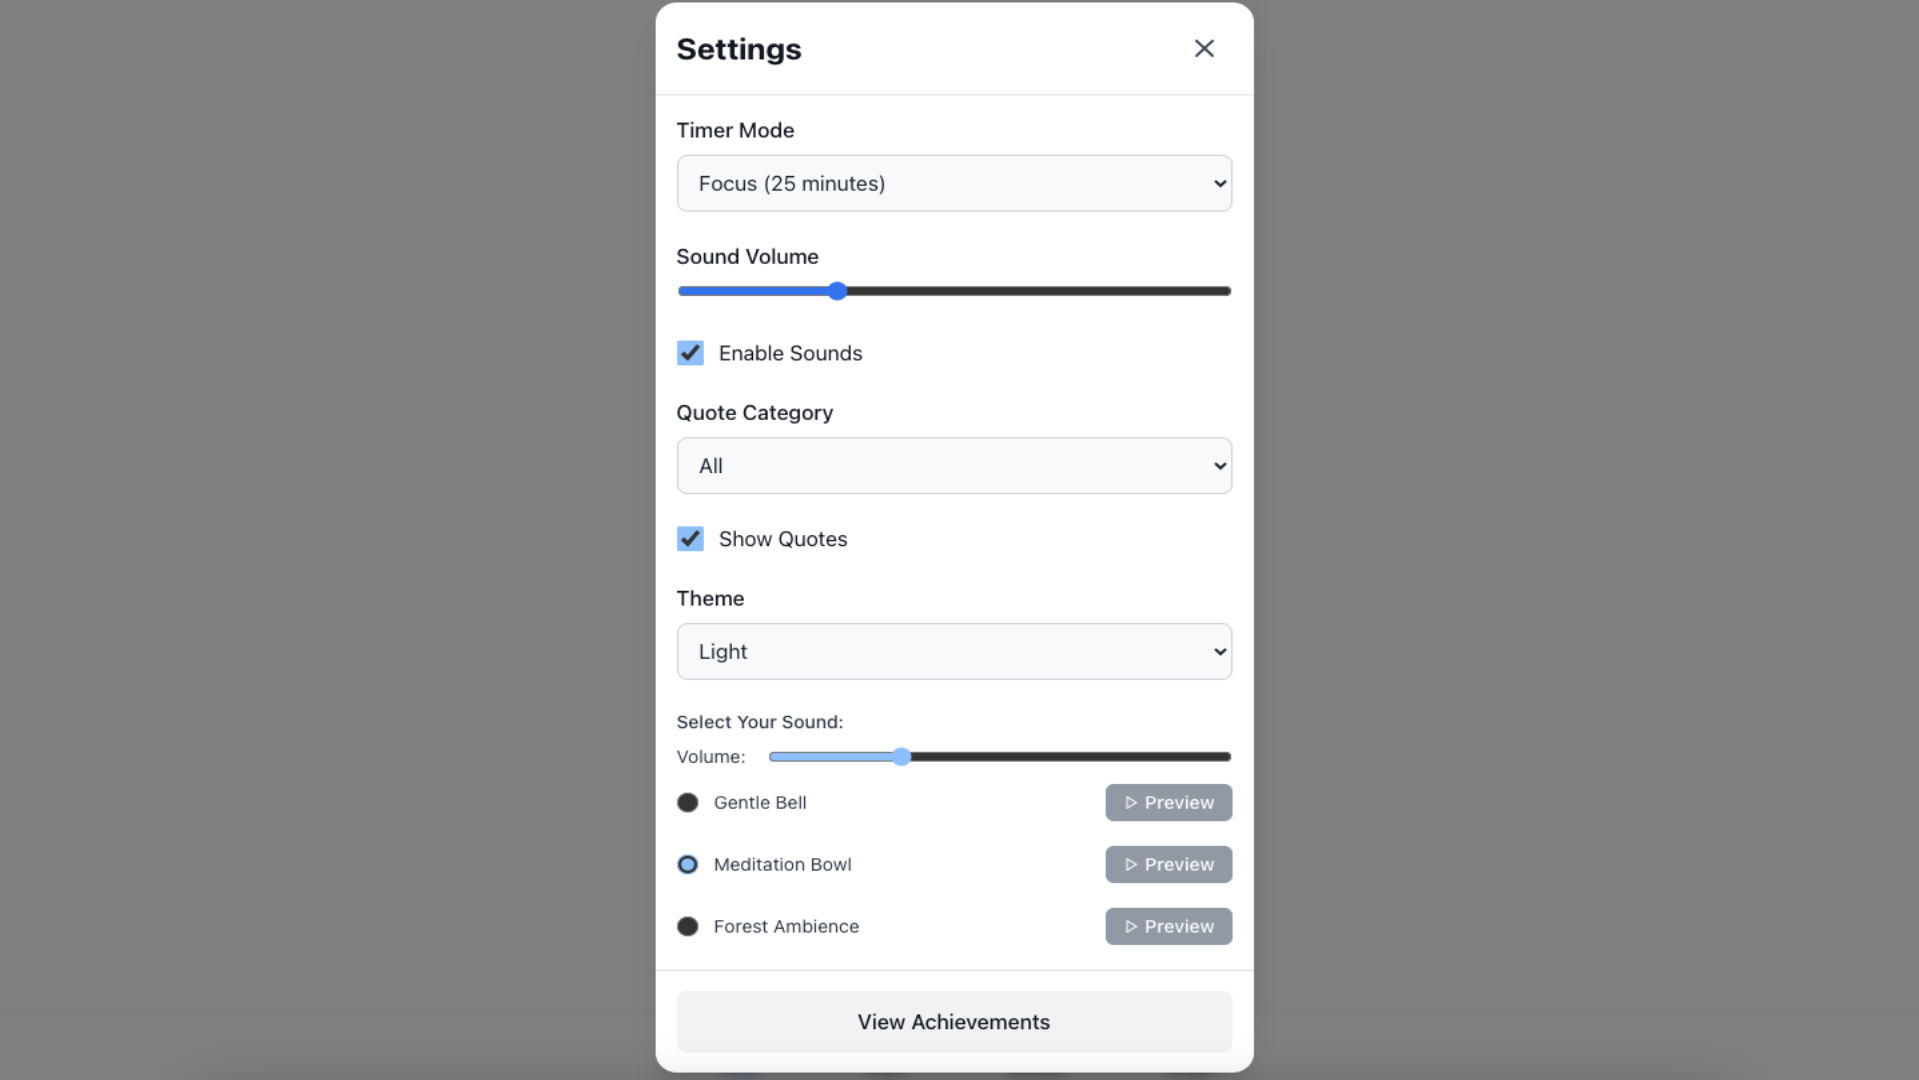 Settings
Timer Mode
Focus (25 minutes)
Sound Volume
Enable Sounds
Quote Category
All
Show Quotes
Theme
Light
Select Your Sound:
Volume:
Gentle Bell Preview
Meditation Bowl Preview
Forest Ambience Preview
View Achievements